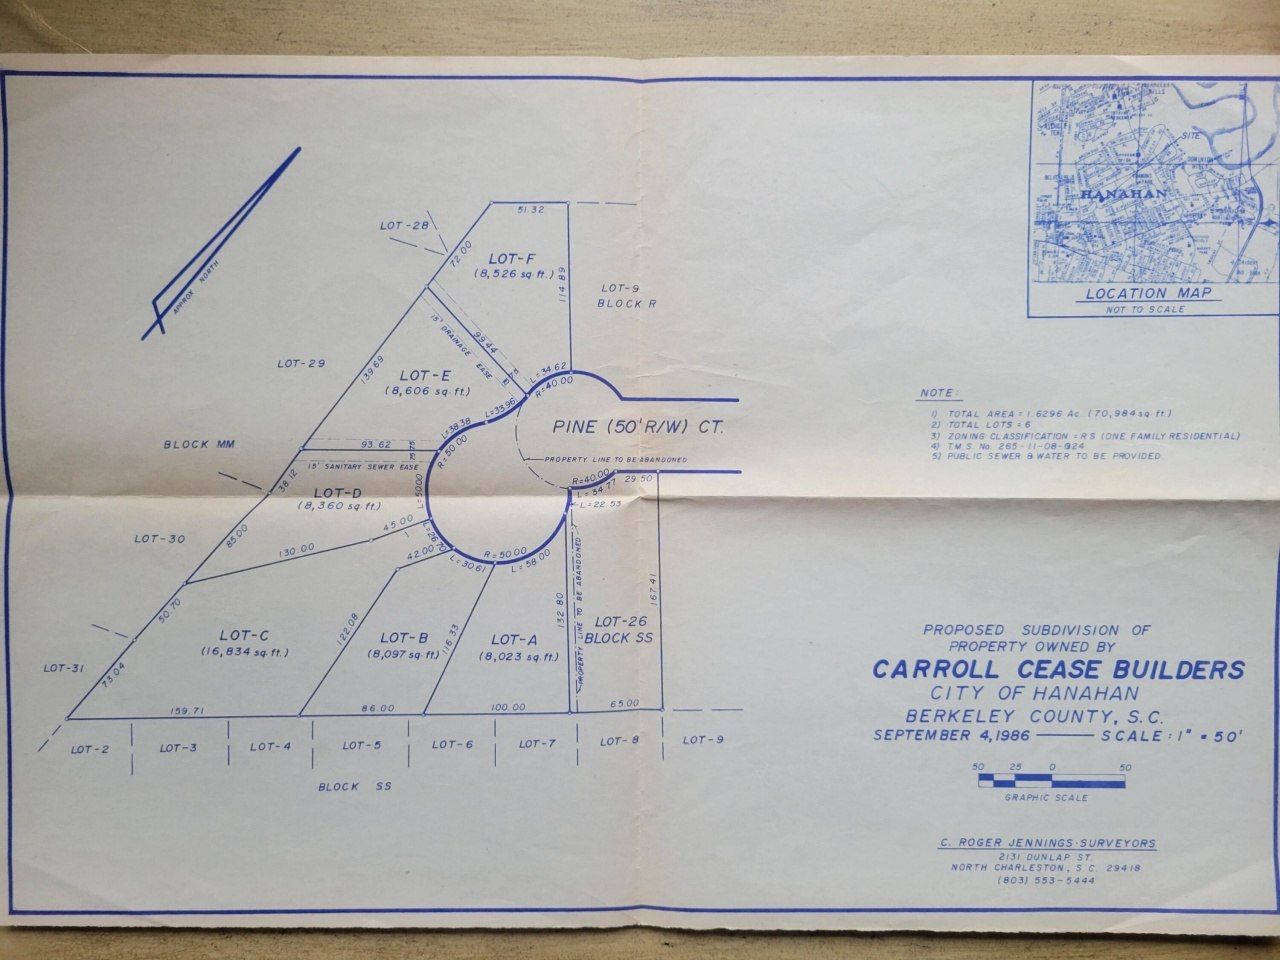 SITE
HANAHAN
LOCATION MAP
NOT TO SCALE
APPROX NORTH
LOT-28
72.00
51.32
LOT-F
(8,526 sq. ft.)
114.89
LOT-9
BLOCK R
15' DRAINAGE EASE
99.44
7.5
7.5
LOT-29
139.69
LOT-E
(8,606 sq. ft.)
L=34.62
R=40.00
L=33.96
L=38.38
R=50.00
PINE (50' R/W) CT.
PROPERTY LINE TO BE ABANDONED
BLOCK MM
93.62
7.5
7.5
15' SANITARY SEWER EASE
38.12
LOT-D
(8,360 sq. ft.)
L=50.00
R=40.00
L=34.77
29.50
L=22.53
LOT-30
85.00
130.00
45.00
L=26.70
42.00
L=30.61
R=50.00
L=58.00
50.70
LOT-C
(16,834 sq. ft.)
122.08
LOT-B
(8,097 sq. ft.)
116.33
LOT-A
(8,023 sq. ft.)
132.80
PROPERTY LINE TO BE ABANDONED
LOT-26
BLOCK SS
167.41
LOT-31
73.04
159.71
86.00
100.00
65.00
LOT-2
LOT-3
LOT-4
LOT-5
LOT-6
LOT-7
LOT-8
LOT-9
BLOCK SS
NOTE:
1) TOTAL AREA = 1.6296 Ac. (70,984 sq. ft.)
2) TOTAL LOTS = 6
3) ZONING CLASSIFICATION = RS (ONE FAMILY RESIDENTIAL)
4) T.M.S. No. 265-11-08-024
5) PUBLIC SEWER & WATER TO BE PROVIDED.
PROPOSED SUBDIVISION OF
PROPERTY OWNED BY
CARROLL CEASE BUILDERS
CITY OF HANAHAN
BERKELEY COUNTY, S.C.
SEPTEMBER 4, 1986 — SCALE: 1" = 50'
50 25 0 50
GRAPHIC SCALE
C. ROGER JENNINGS·SURVEYORS
2131 DUNLAP ST.
NORTH CHARLESTON, S.C. 29418
(803) 553-5444